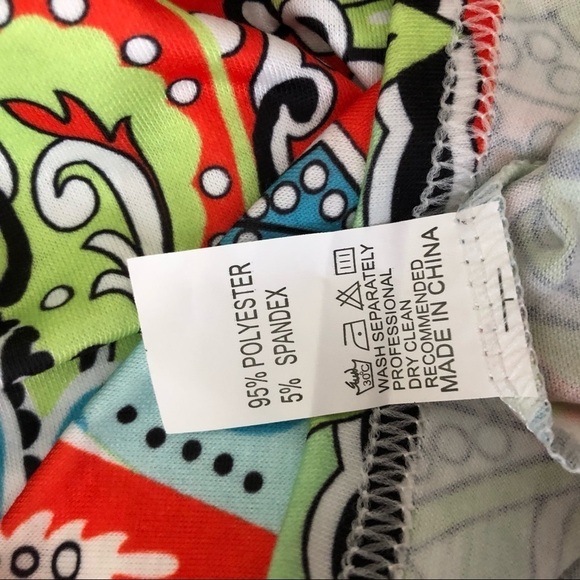 95% POLYESTER
5% SPANDEX
30°C
WASH SEPARATELY
PROFESSIONAL
DRY CLEAN
RECOMMENDED
MADE IN CHINA